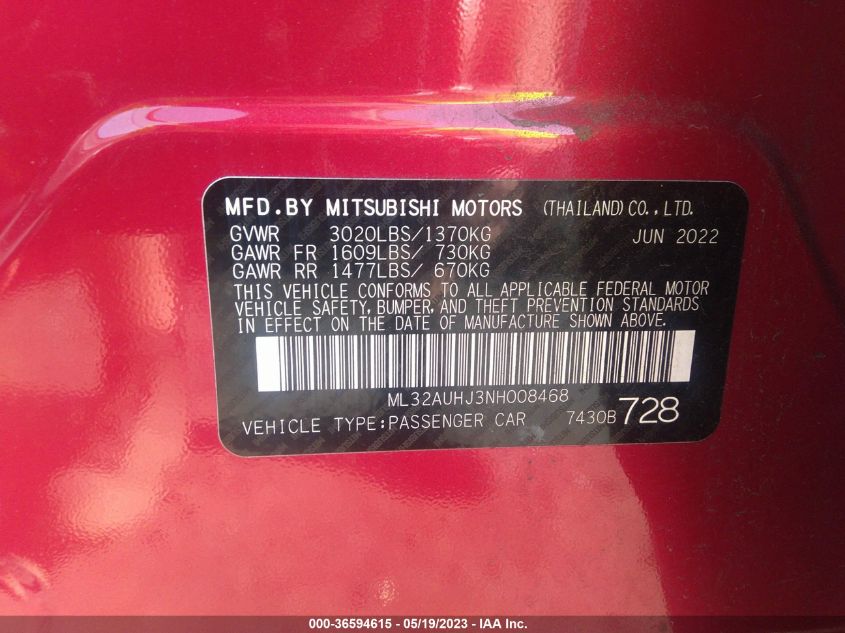 MFD.BY MITSUBISHI MOTORS (THAILAND) CO.,LTD.
GVWR 3020LBS/1370KG JUN 2022
GAWR FR 1609LBS/ 730KG
GAWR RR 1477LBS/ 670KG
THIS VEHICLE CONFORMS TO ALL APPLICABLE FEDERAL MOTOR
VEHICLE SAFETY, BUMPER, AND THEFT PREVENTION STANDARDS
IN EFFECT ON THE DATE OF MANUFACTURE SHOWN ABOVE.
ML32AUHJ3NH008468
VEHICLE TYPE:PASSENGER CAR 7430B 728
000-36594615 - 05/19/2023 - IAA Inc.